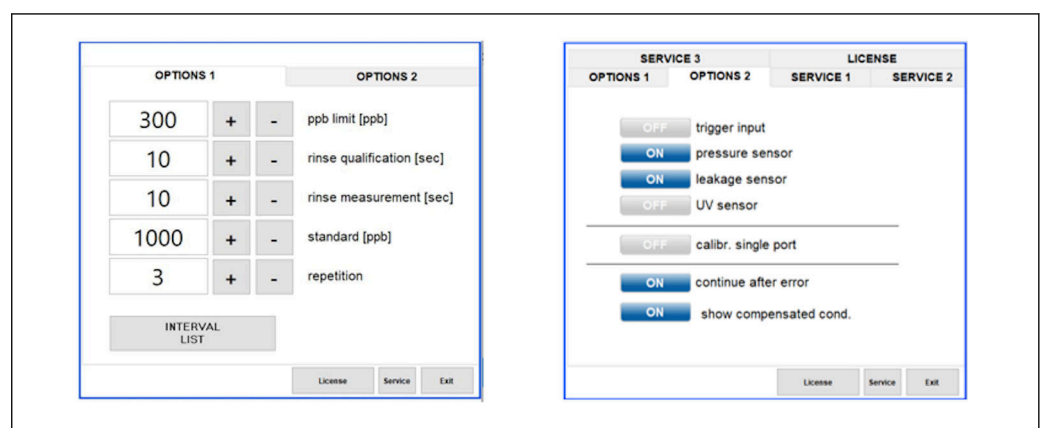 OPTIONS 1 OPTIONS 2
300 + - ppb limit [ppb]
10 + - rinse qualification [sec]
10 + - rinse measurement [sec]
1000 + - standard [ppb]
3 + - repetition
INTERVAL
LIST
License Service Exit
SERVICE 3 LICENSE
OPTIONS 1 OPTIONS 2 SERVICE 1 SERVICE 2
OFF trigger input
ON pressure sensor
ON leakage sensor
OFF UV sensor
OFF calibr. single port
ON continue after error
ON show compensated cond.
License Service Exit